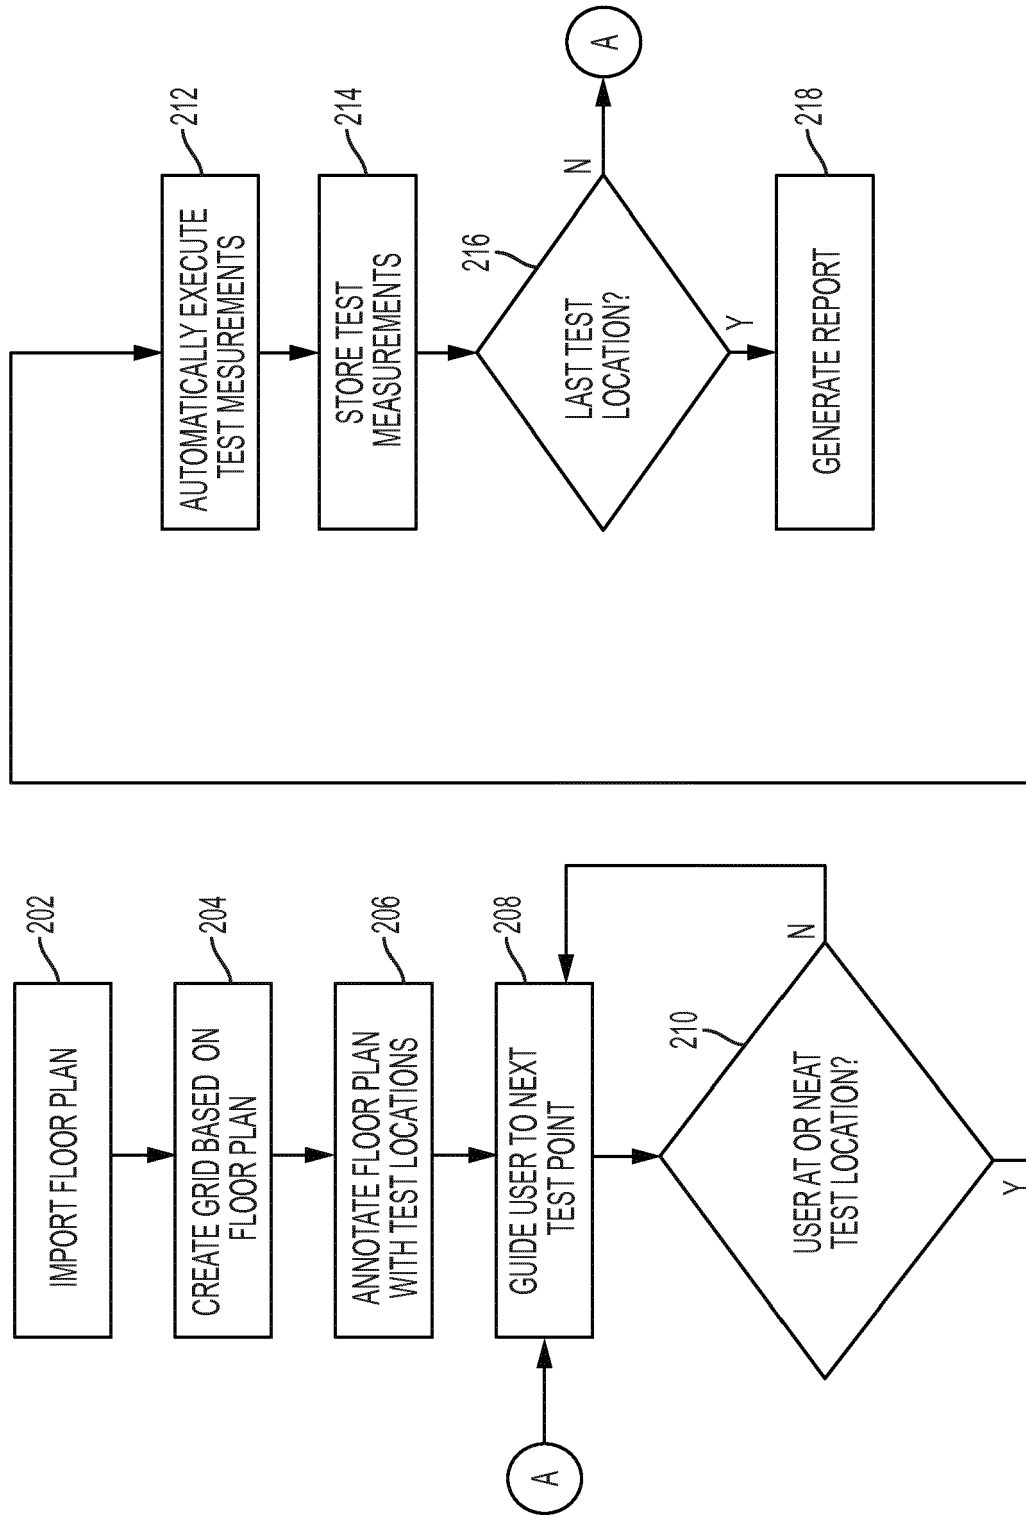 202
IMPORT FLOOR PLAN
204
CREATE GRID BASED ON
FLOOR PLAN
206
ANNOTATE FLOOR PLAN
WITH TEST LOCATIONS
208
GUIDE USER TO NEXT
TEST POINT
A
210
USER AT OR NEAT
TEST LOCATION?
N
Y
212
AUTOMATICALLY EXECUTE
TEST MESUREMENTS
214
STORE TEST
MEASUREMENTS
216
LAST TEST
LOCATION?
N
A
Y
218
GENERATE REPORT